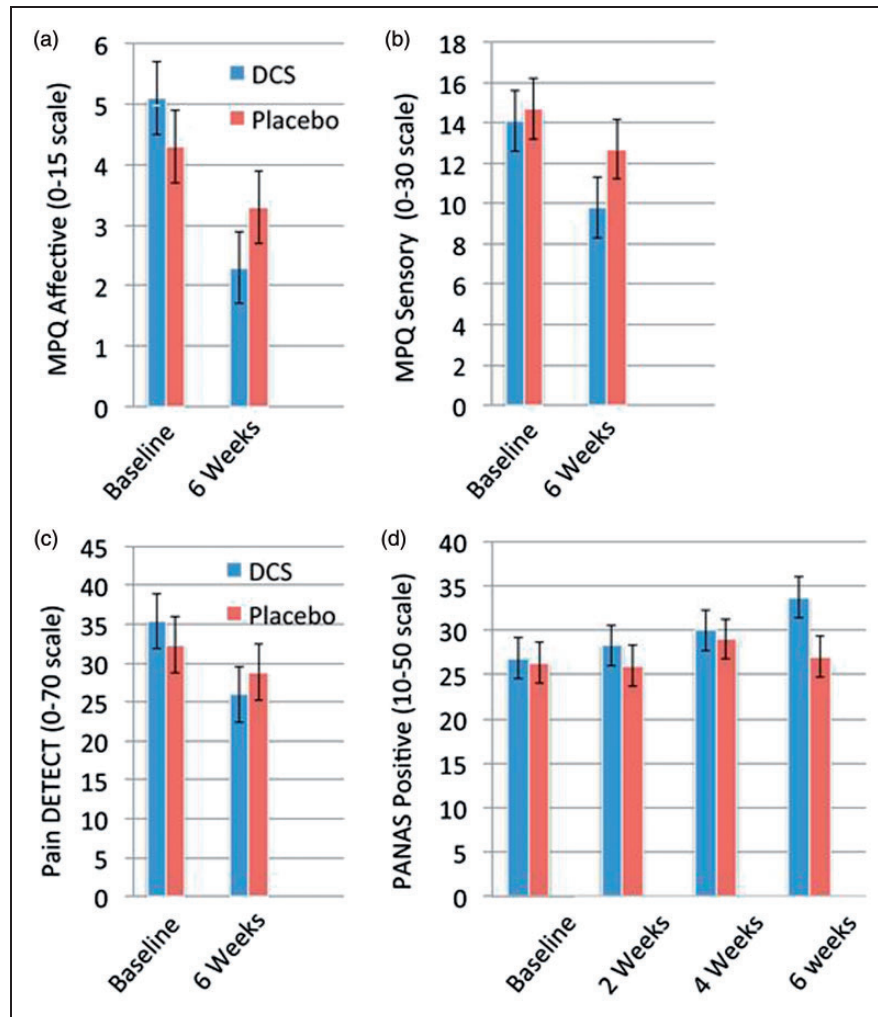 (a)
6
5
4
3
2
1
0
MPQ Affective (0-15 scale)
DCS
Placebo
Baseline
6 Weeks
(b)
18
16
14
12
10
8
6
4
2
0
MPQ Sensory (0-30 scale)
Baseline
6 Weeks
(c)
45
40
35
30
25
20
15
10
5
0
Pain DETECT (0-70 scale)
DCS
Placebo
Baseline
6 Weeks
(d)
40
35
30
25
20
15
10
5
0
PANAS Positive (10-50 scale)
Baseline
2 Weeks
4 Weeks
6 weeks